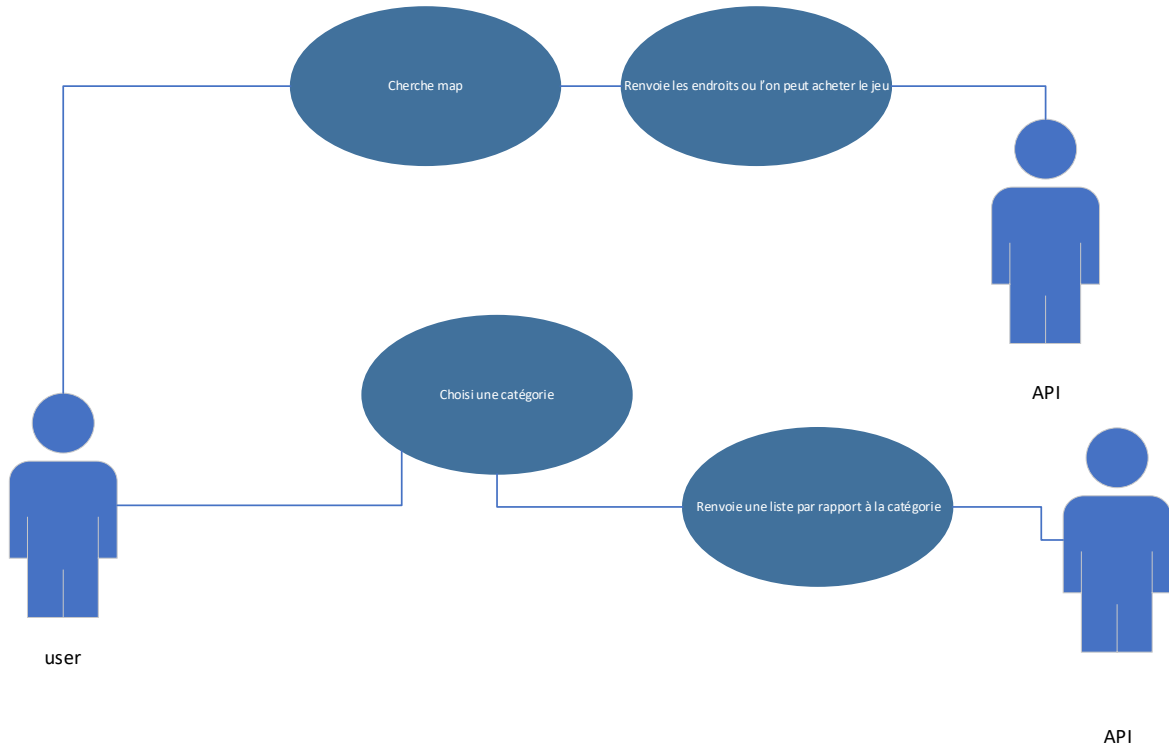 Cherche map
Renvoie les endroits ou l'on peut acheter le jeu
API
Choisi une catégorie
Renvoie une liste par rapport à la catégorie
user
API